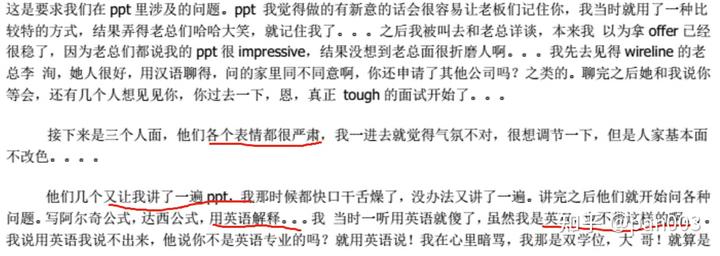 这是要求我们在 ppt 里涉及的问题。ppt 我觉得做的有新意的话会很容易让老板们记住你，我当时就用了一种比
较特的方式，结果弄得老总们哈哈大笑，就记住我了。。。之后我被叫去和老总详谈，本来我 以为拿 offer 已经
很稳了，因为老总们都说我的 ppt 很 impressive，结果没想到老总面很折磨人啊。。。我先去见得 wireline 的老
总李 洵，她人很好，用汉语聊得，问的家里同不同意啊，你还申请了其他公司吗？之类的。聊完之后她和我说你
等会，还有几个人想见见你，你过去一下，恩，真正 tough 的面试开始了。。。
接下来是三个人面，他们各个表情都很严肃，我一进去就觉得气氛不对，很想调节一下，但是人家基本面
不改色。。。。
他们几个又让我讲了一遍 ppt，我那时候都快口干舌燥了，没办法又讲了一遍。讲完之后他们就开始问各种
问题。写阿尔奇公式，达西公式，用英语解释。。。我 当时一听用英语就傻了，虽然我是英
我说用英语我说不出来，他说你不是英语专业的吗？就用英语说！我在心里暗骂，我那是双学位，大 哥！就算是
知乎 @pan003